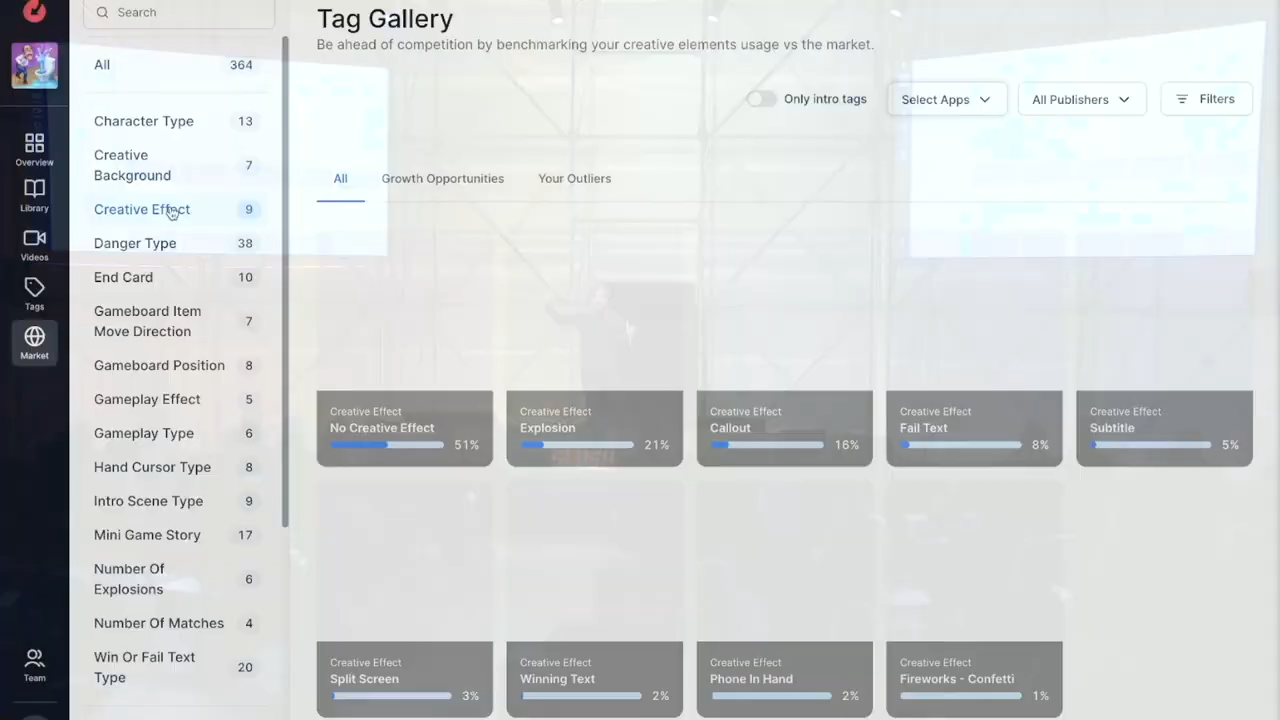 Search
All 364
Character Type 13
Creative
Background 7
Creative Effect 9
Danger Type 38
End Card 10
Gameboard Item
Move Direction 7
Gameboard Position 8
Gameplay Effect 5
Gameplay Type 6
Hand Cursor Type 8
Intro Scene Type 9
Mini Game Story 17
Number Of
Explosions 6
Number Of Matches 4
Win Or Fail Text
Type 20
Overview
Library
Videos
Tags
Market
Team
Tag Gallery
Be ahead of competition by benchmarking your creative elements usage vs the market.
Only intro tags
Select Apps
All Publishers
Filters
All
Growth Opportunities
Your Outliers
Creative Effect
No Creative Effect
51%
Creative Effect
Explosion
21%
Creative Effect
Callout
16%
Creative Effect
Fail Text
8%
Creative Effect
Subtitle
5%
Creative Effect
Split Screen
3%
Creative Effect
Winning Text
2%
Creative Effect
Phone In Hand
2%
Creative Effect
Fireworks - Confetti
1%